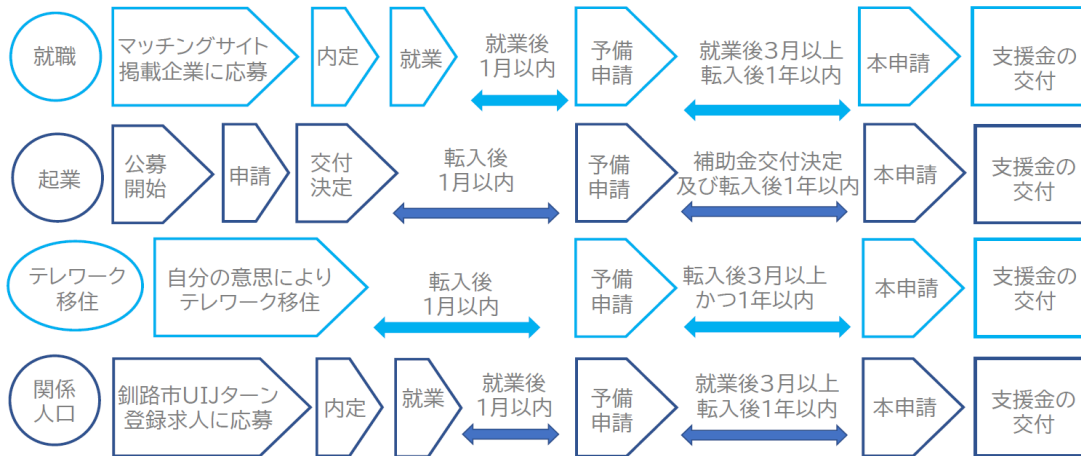 就職
マッチングサイト
掲載企業に応募
内定
就業
就業後
1月以内
予備
申請
就業後3月以上
転入後1年以内
本申請
支援金の
交付
起業
公募
開始
申請
交付
決定
転入後
1月以内
予備
申請
補助金交付決定
及び転入後1年以内
本申請
支援金の
交付
テレワーク
移住
自分の意思により
テレワーク移住
転入後
1月以内
予備
申請
転入後3月以上
かつ1年以内
本申請
支援金の
交付
関係
人口
釧路市UIJターン
登録求人に応募
内定
就業
就業後
1月以内
予備
申請
就業後3月以上
転入後1年以内
本申請
支援金の
交付